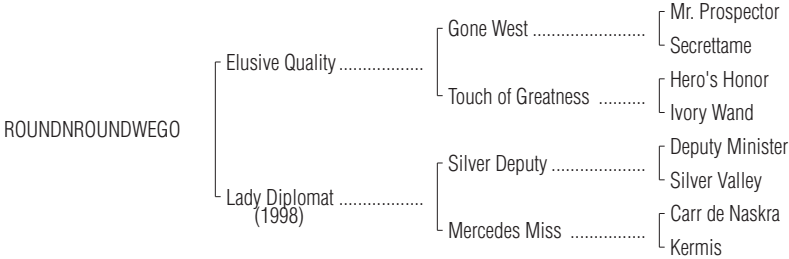 Mr. Prospector
Gone West ........................
Secrettame
Elusive Quality ..................
Hero's Honor
Touch of Greatness ..........
Ivory Wand
ROUNDNROUNDWEGO
Deputy Minister
Silver Deputy ....................
Silver Valley
Lady Diplomat ..................
(1998)
Carr de Naskra
Mercedes Miss ................
Kermis